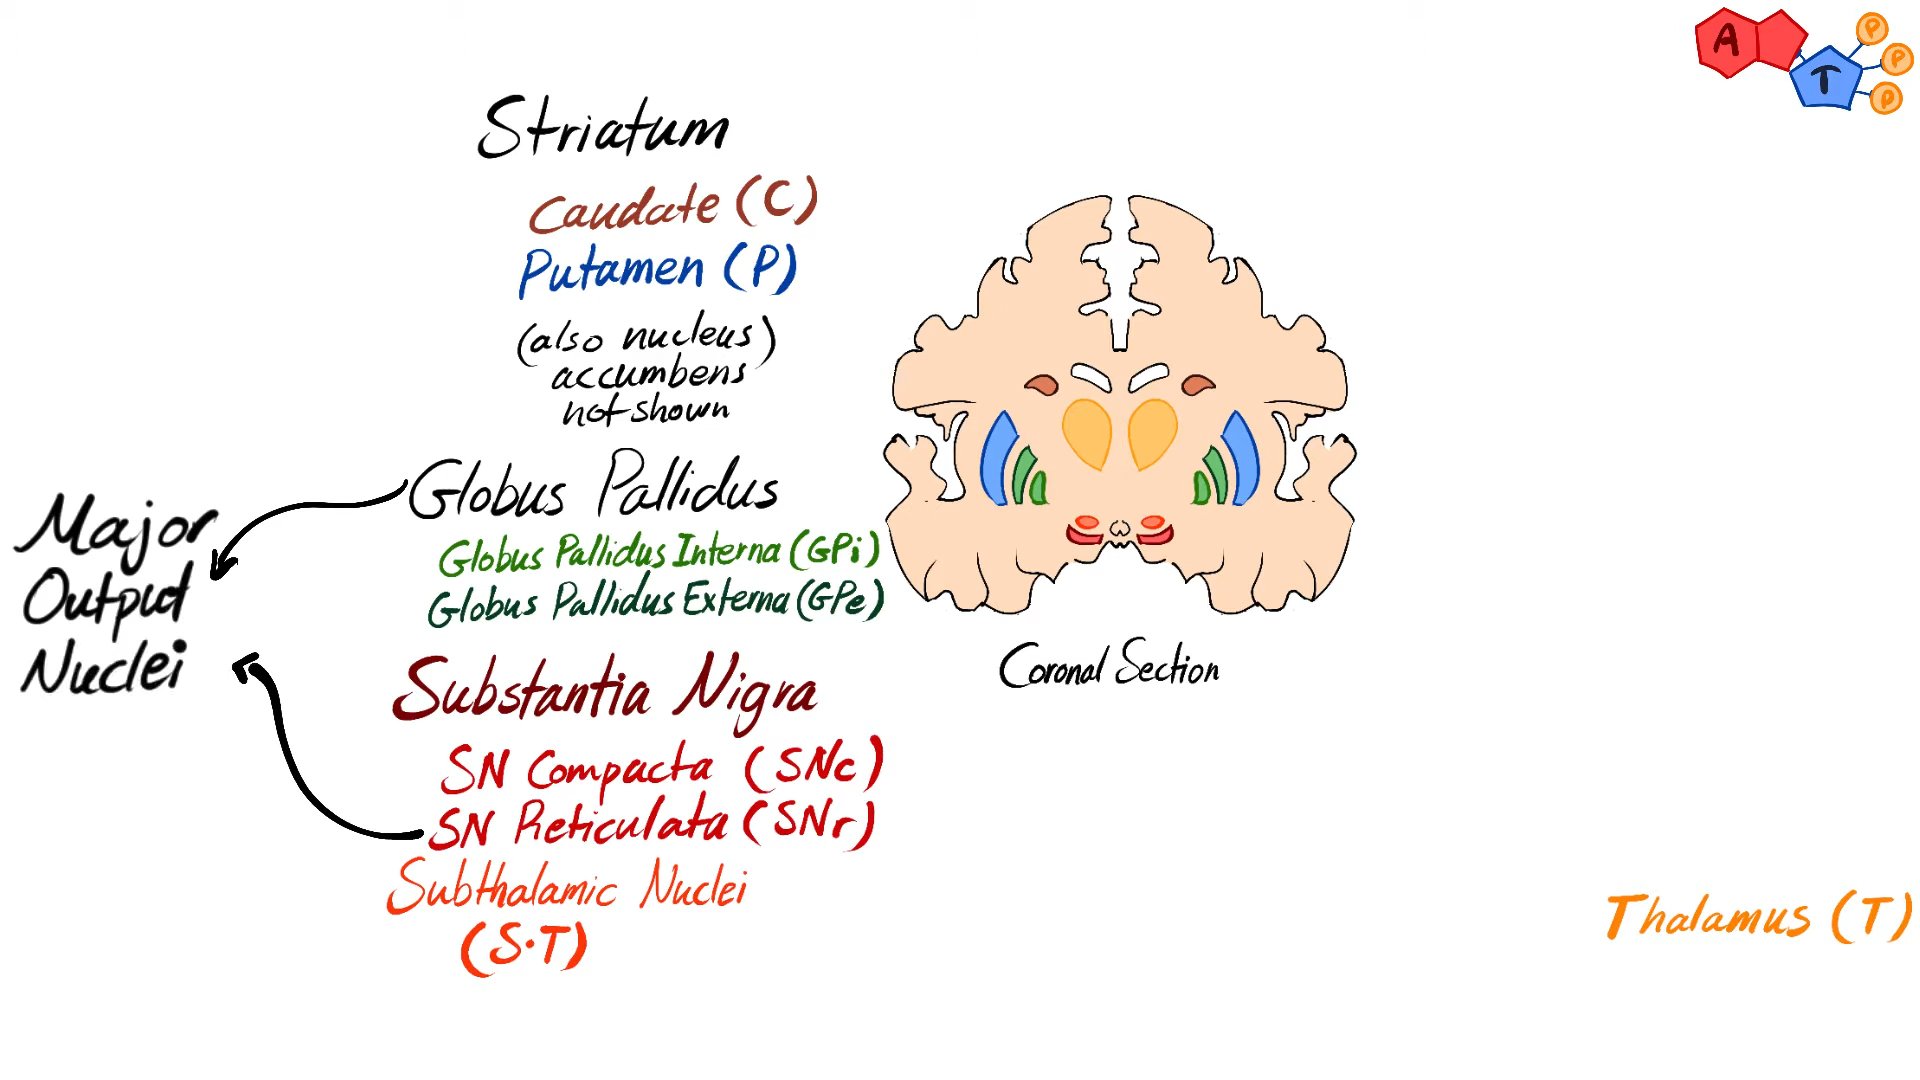 A
T
P
P
P
Striatum
Caudate (C)
Putamen (P)
(also nucleus)
accumbens
not shown
Globus Pallidus
Globus Pallidus Interna (GPi)
Globus Pallidus Externa (GPe)
Major
Output
Nuclei
Substantia Nigra
SN Compacta (SNc)
SN Reticulata (SNr)
Subthalamic Nuclei
(S·T)
Coronal Section
Thalamus (T)